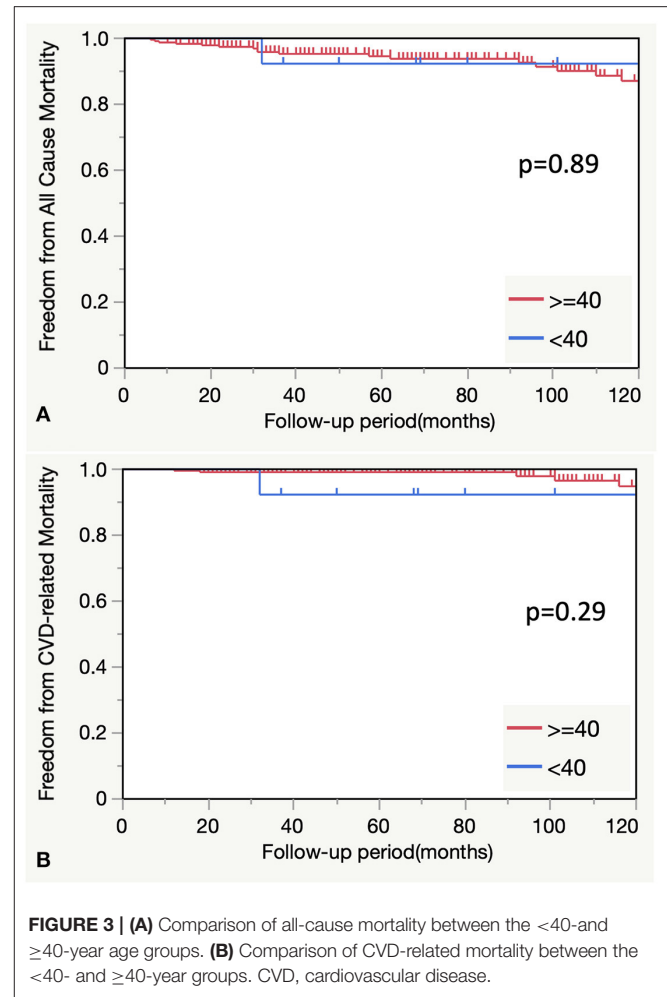 1.0
0.8
0.6
0.4
0.2
0
Freedom from All Cause Mortality
p=0.89
>=40
<40
0 20 40 60 80 100 120
Follow-up period(months)
A
1.0
0.8
0.6
0.4
0.2
0
Freedom from CVD-related Mortality
p=0.29
>=40
<40
0 20 40 60 80 100 120
Follow-up period(months)
B
FIGURE 3 | (A) Comparison of all-cause mortality between the <40-and
≥40-year age groups. (B) Comparison of CVD-related mortality between the
<40- and ≥40-year groups. CVD, cardiovascular disease.